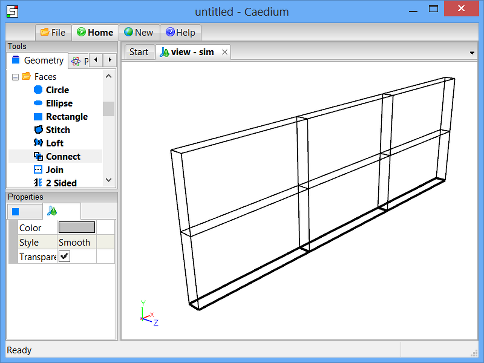 untitled - Caedium
File Home New Help
Tools
Geometry P
Faces
Circle
Ellipse
Rectangle
Stitch
Loft
Connect
Join
2 Sided
Properties
Color
Style Smooth
Transpare
Start view - sim
Y
X
Z
Ready